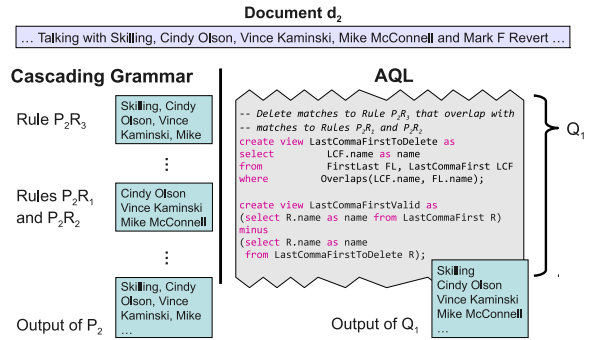 Document d2
... Talking with Skilling, Cindy Olson, Vince Kaminski, Mike McConnell and Mark F Revert ...
Cascading Grammar
Rule P2R3
Skilling, Cindy
Olson, Vince
Kaminski, Mike
⋮
Rules P2R1
and P2R2
Cindy Olson
Vince Kaminski
Mike McConnell
⋮
Output of P2
Skilling, Cindy
Olson, Vince
Kaminski, Mike
...
AQL
-- Delete matches to Rule P2R3 that overlap with
-- matches to Rules P2R1 and P2R2
create view LastCommaFirstToDelete as
select LCF.name as name
from FirstLast FL, LastCommaFirst LCF
where Overlaps(LCF.name, FL.name);
create view LastCommaFirstValid as
(select R.name as name from LastCommaFirst R)
minus
(select R.name as name
from LastCommaFirstToDelete R);
Q1
Output of Q1
Skilling
Cindy Olson
Vince Kaminski
Mike McConnell
...